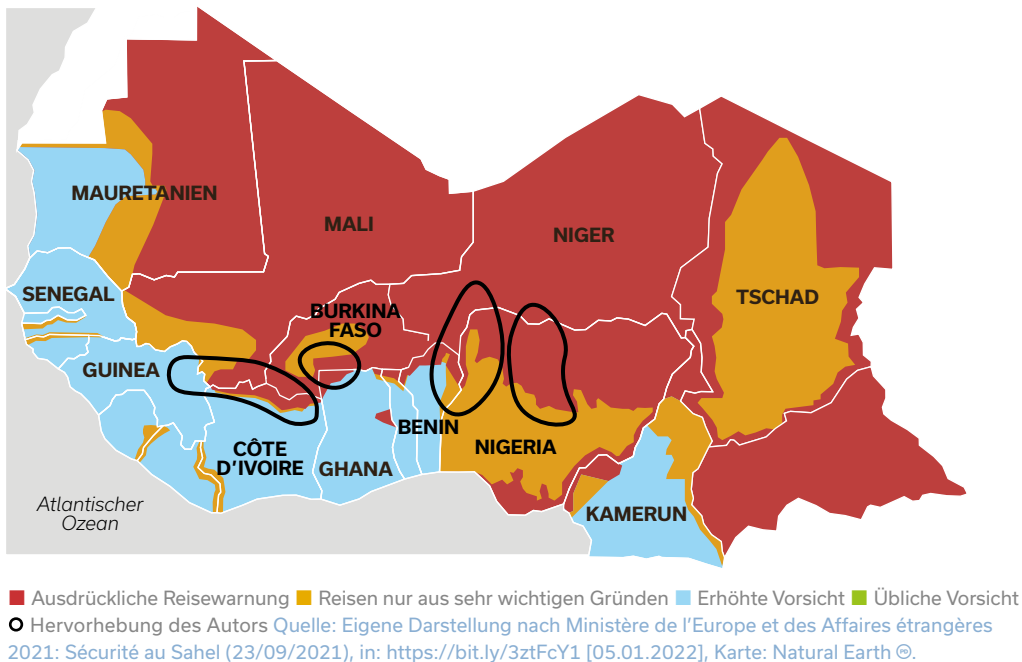 MAURETANIEN
MALI
NIGER
TSCHAD
SENEGAL
BURKINA
FASO
GUINEA
BENIN
NIGERIA
CÔTE
D'IVOIRE
GHANA
KAMERUN
Atlantischer
Ozean
Ausdrückliche Reisewarnung Reisen nur aus sehr wichtigen Gründen Erhöhte Vorsicht Übliche Vorsicht
Hervorhebung des Autors Quelle: Eigene Darstellung nach Ministère de l'Europe et des Affaires étrangères
2021: Sécurité au Sahel (23/09/2021), in: https://bit.ly/3ztFcY1 [05.01.2022], Karte: Natural Earth ⊚.